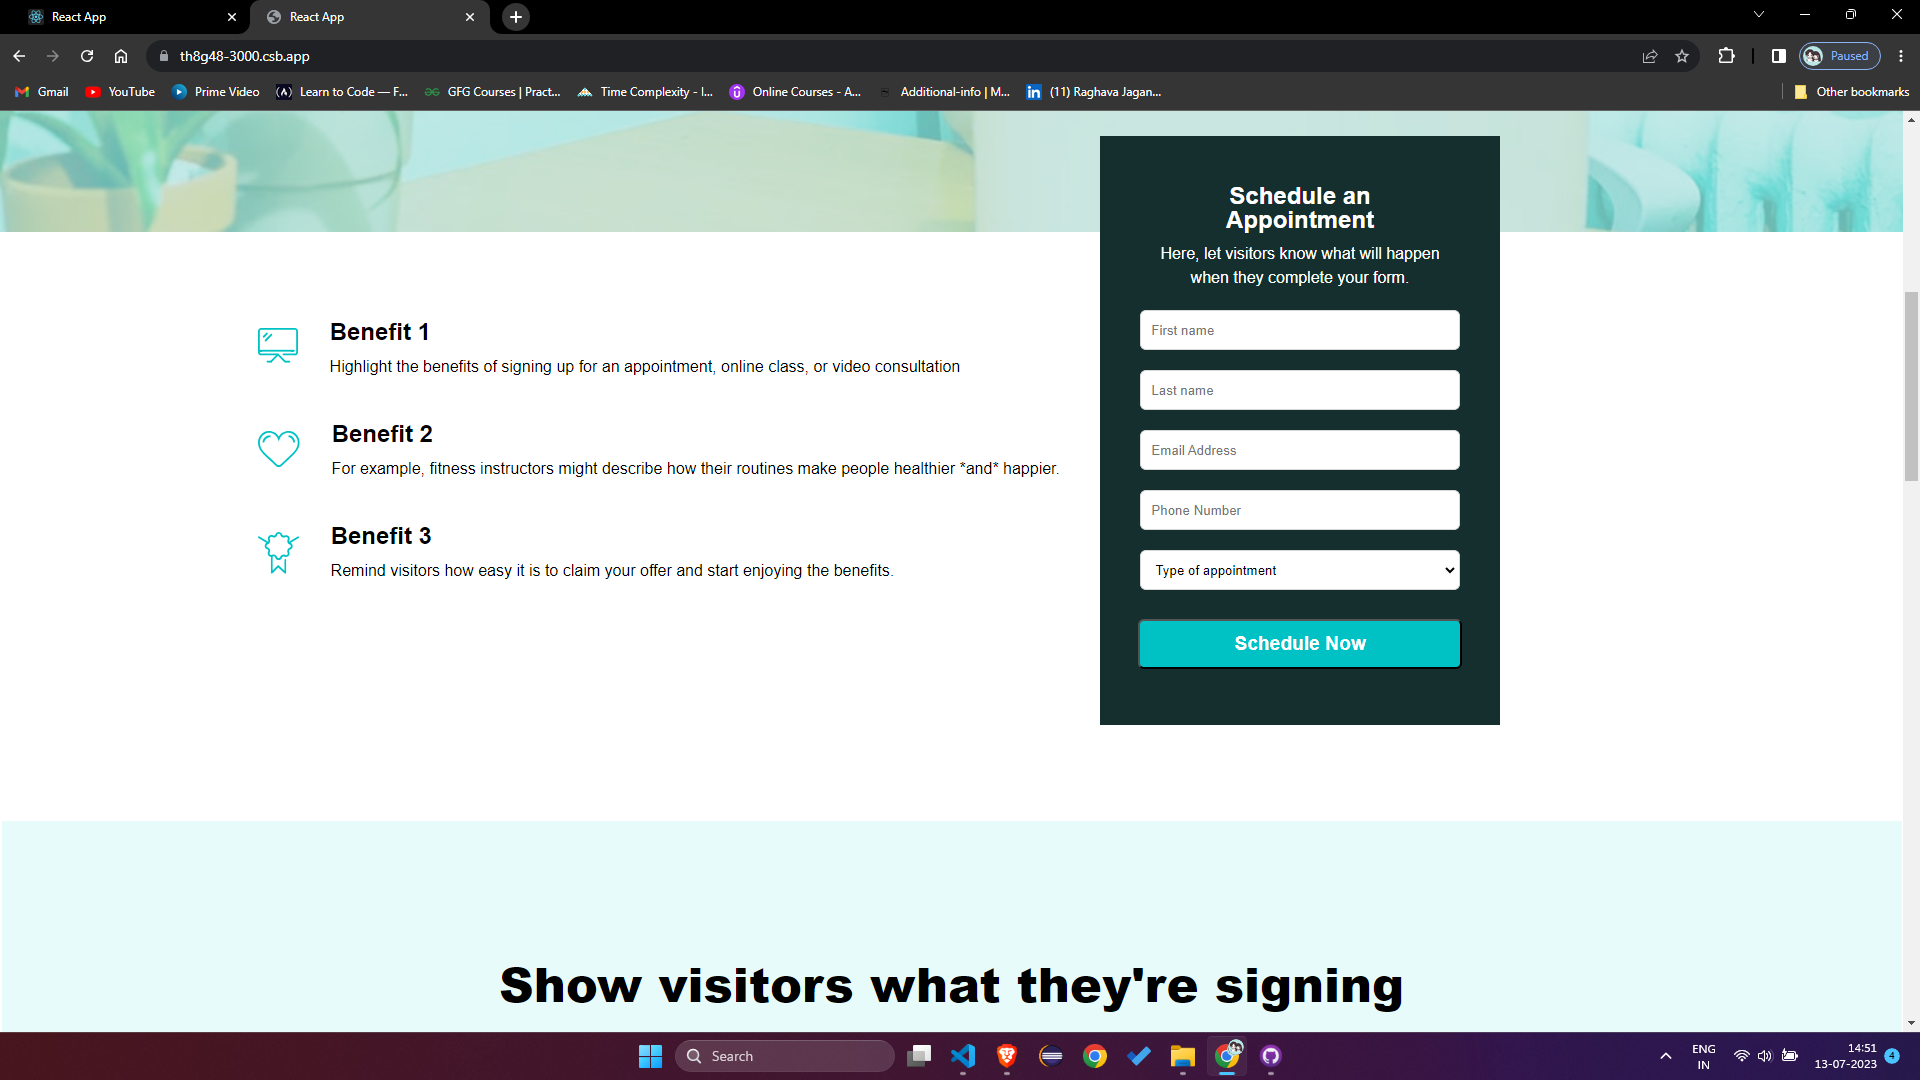 React App
React App
th8g48-3000.csb.app
Paused
Gmail
YouTube
Prime Video
Learn to Code — F...
GFG Courses | Pract...
Time Complexity - I...
Online Courses - A...
Additional-info | M...
(11) Raghava Jagan...
Other bookmarks
Schedule an
Appointment
Here, let visitors know what will happen
when they complete your form.
First name
Last name
Email Address
Phone Number
Type of appointment
Schedule Now
Benefit 1
Highlight the benefits of signing up for an appointment, online class, or video consultation
Benefit 2
For example, fitness instructors might describe how their routines make people healthier *and* happier.
Benefit 3
Remind visitors how easy it is to claim your offer and start enjoying the benefits.
Show visitors what they're signing
Search
ENG
IN
14:51
13-07-2023
4